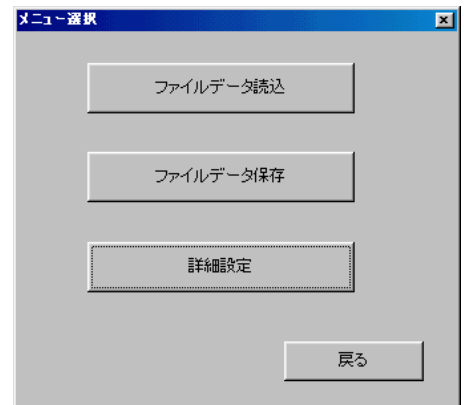 メニュー選択
ファイルデータ読込
ファイルデータ保存
詳細設定
戻る